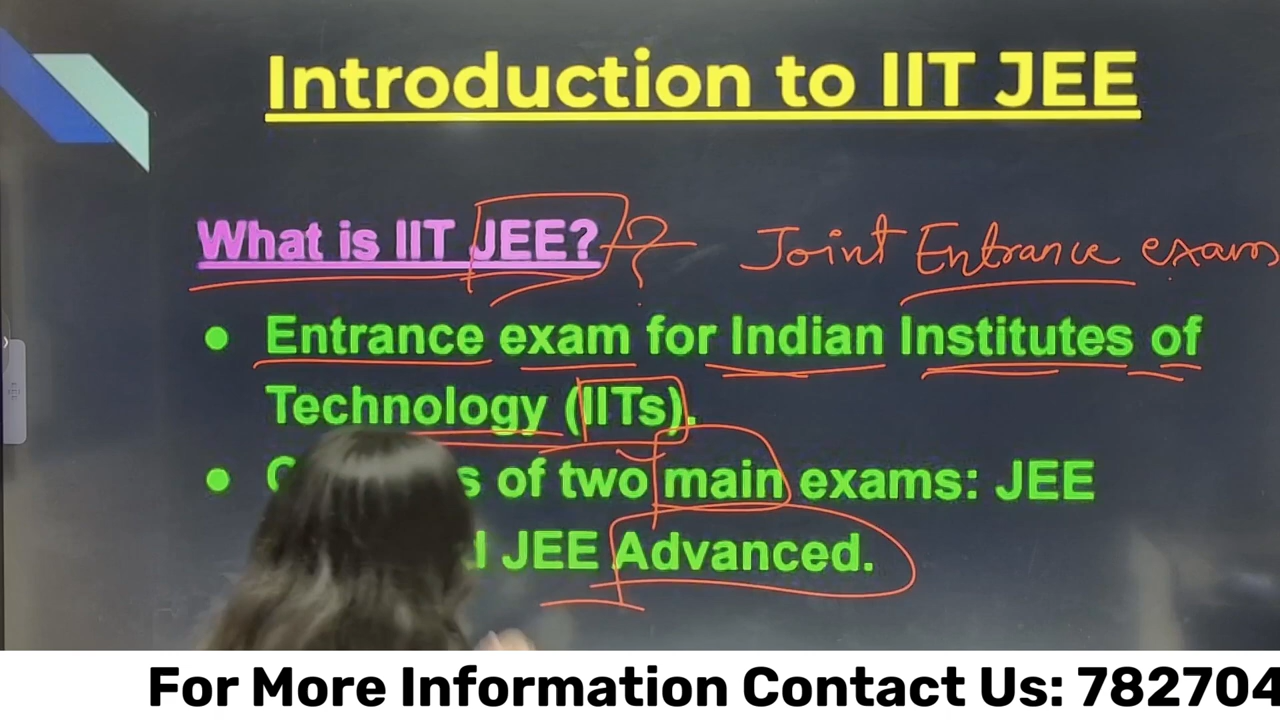 Introduction to IIT JEE
What is IIT JEE? ? Joint Entrance exams
Entrance exam for Indian Institutes of
Technology (IITs).
of two main exams: JEE
JEE Advanced.
For More Information Contact Us: 782704